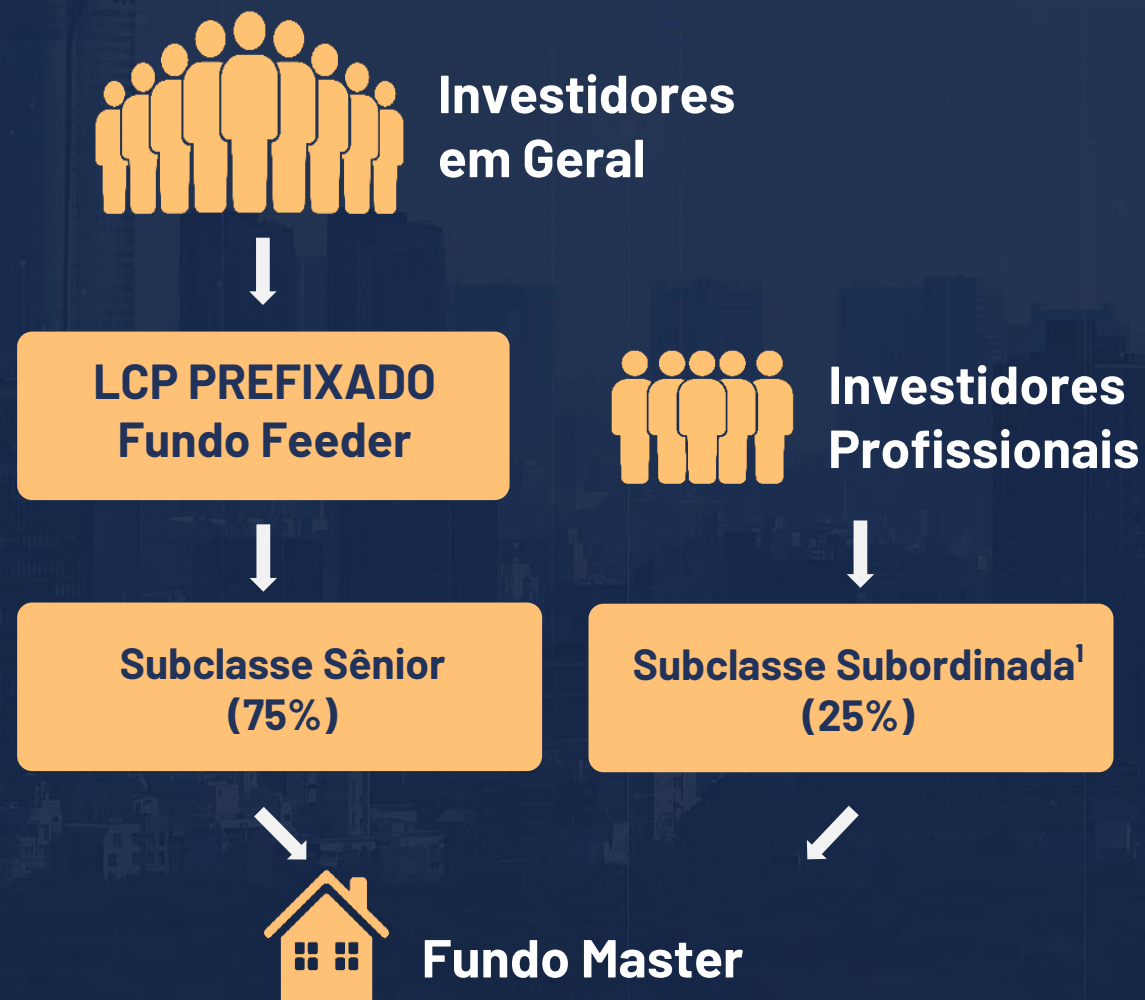 Investidores
em Geral
LCP PREFIXADO
Fundo Feeder
Investidores
Profissionais
Subclasse Sênior
(75%)
Subclasse Subordinada¹
(25%)
Fundo Master